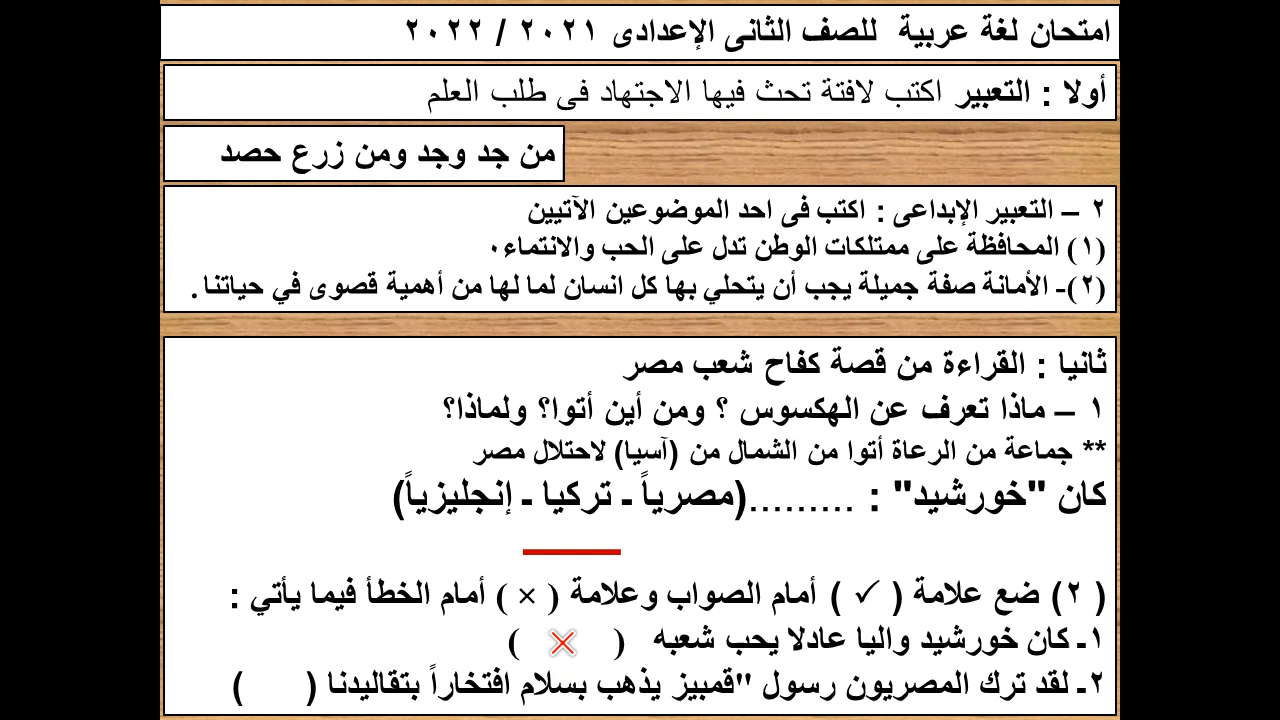 امتحان لغة عربية للصف الثانى الإعدادى ٢٠٢١ / ٢٠٢٢
أولا : التعبير اكتب لافتة تحث فيها الاجتهاد فى طلب العلم
من جد وجد ومن زرع حصد
٢ – التعبير الإبداعى : اكتب فى احد الموضوعين الآتيين
(١) المحافظة على ممتلكات الوطن تدل على الحب والانتماء٠
(٢)- الأمانة صفة جميلة يجب أن يتحلي بها كل انسان لما لها من أهمية قصوى في حياتنا .
ثانيا : القراءة من قصة كفاح شعب مصر
١ – ماذا تعرف عن الهكسوس ؟ ومن أين أتوا؟ ولماذا؟
** جماعة من الرعاة أتوا من الشمال من (آسيا) لاحتلال مصر
كان "خورشيد" : .........(مصرياً ـ تركيا ـ إنجليزياً)
( ٢) ضع علامة ( ✓ ) أمام الصواب وعلامة ( × ) أمام الخطأ فيما يأتي :
١ـ كان خورشيد واليا عادلا يحب شعبه ( × )
٢ـ لقد ترك المصريون رسول "قمبيز يذهب بسلام افتخاراً بتقاليدنا ( )